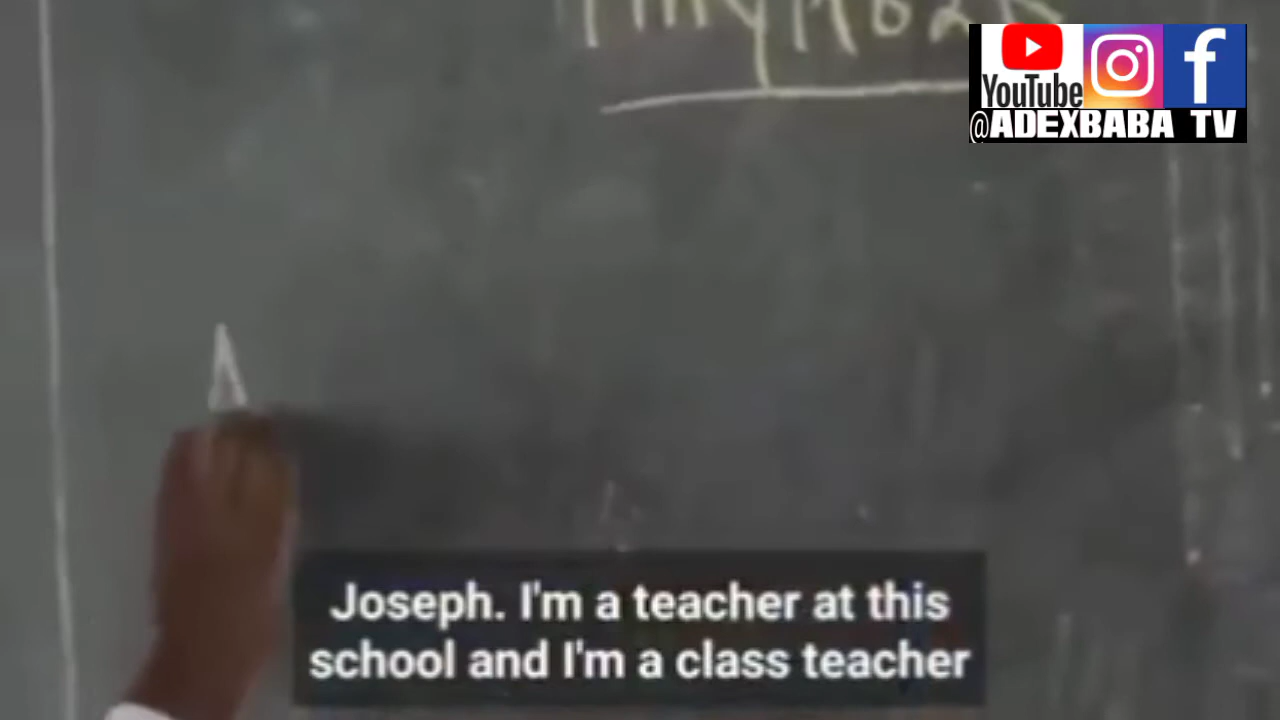 YouTube
@ADEXBABA TV
Joseph. I'm a teacher at this
school and I'm a class teacher